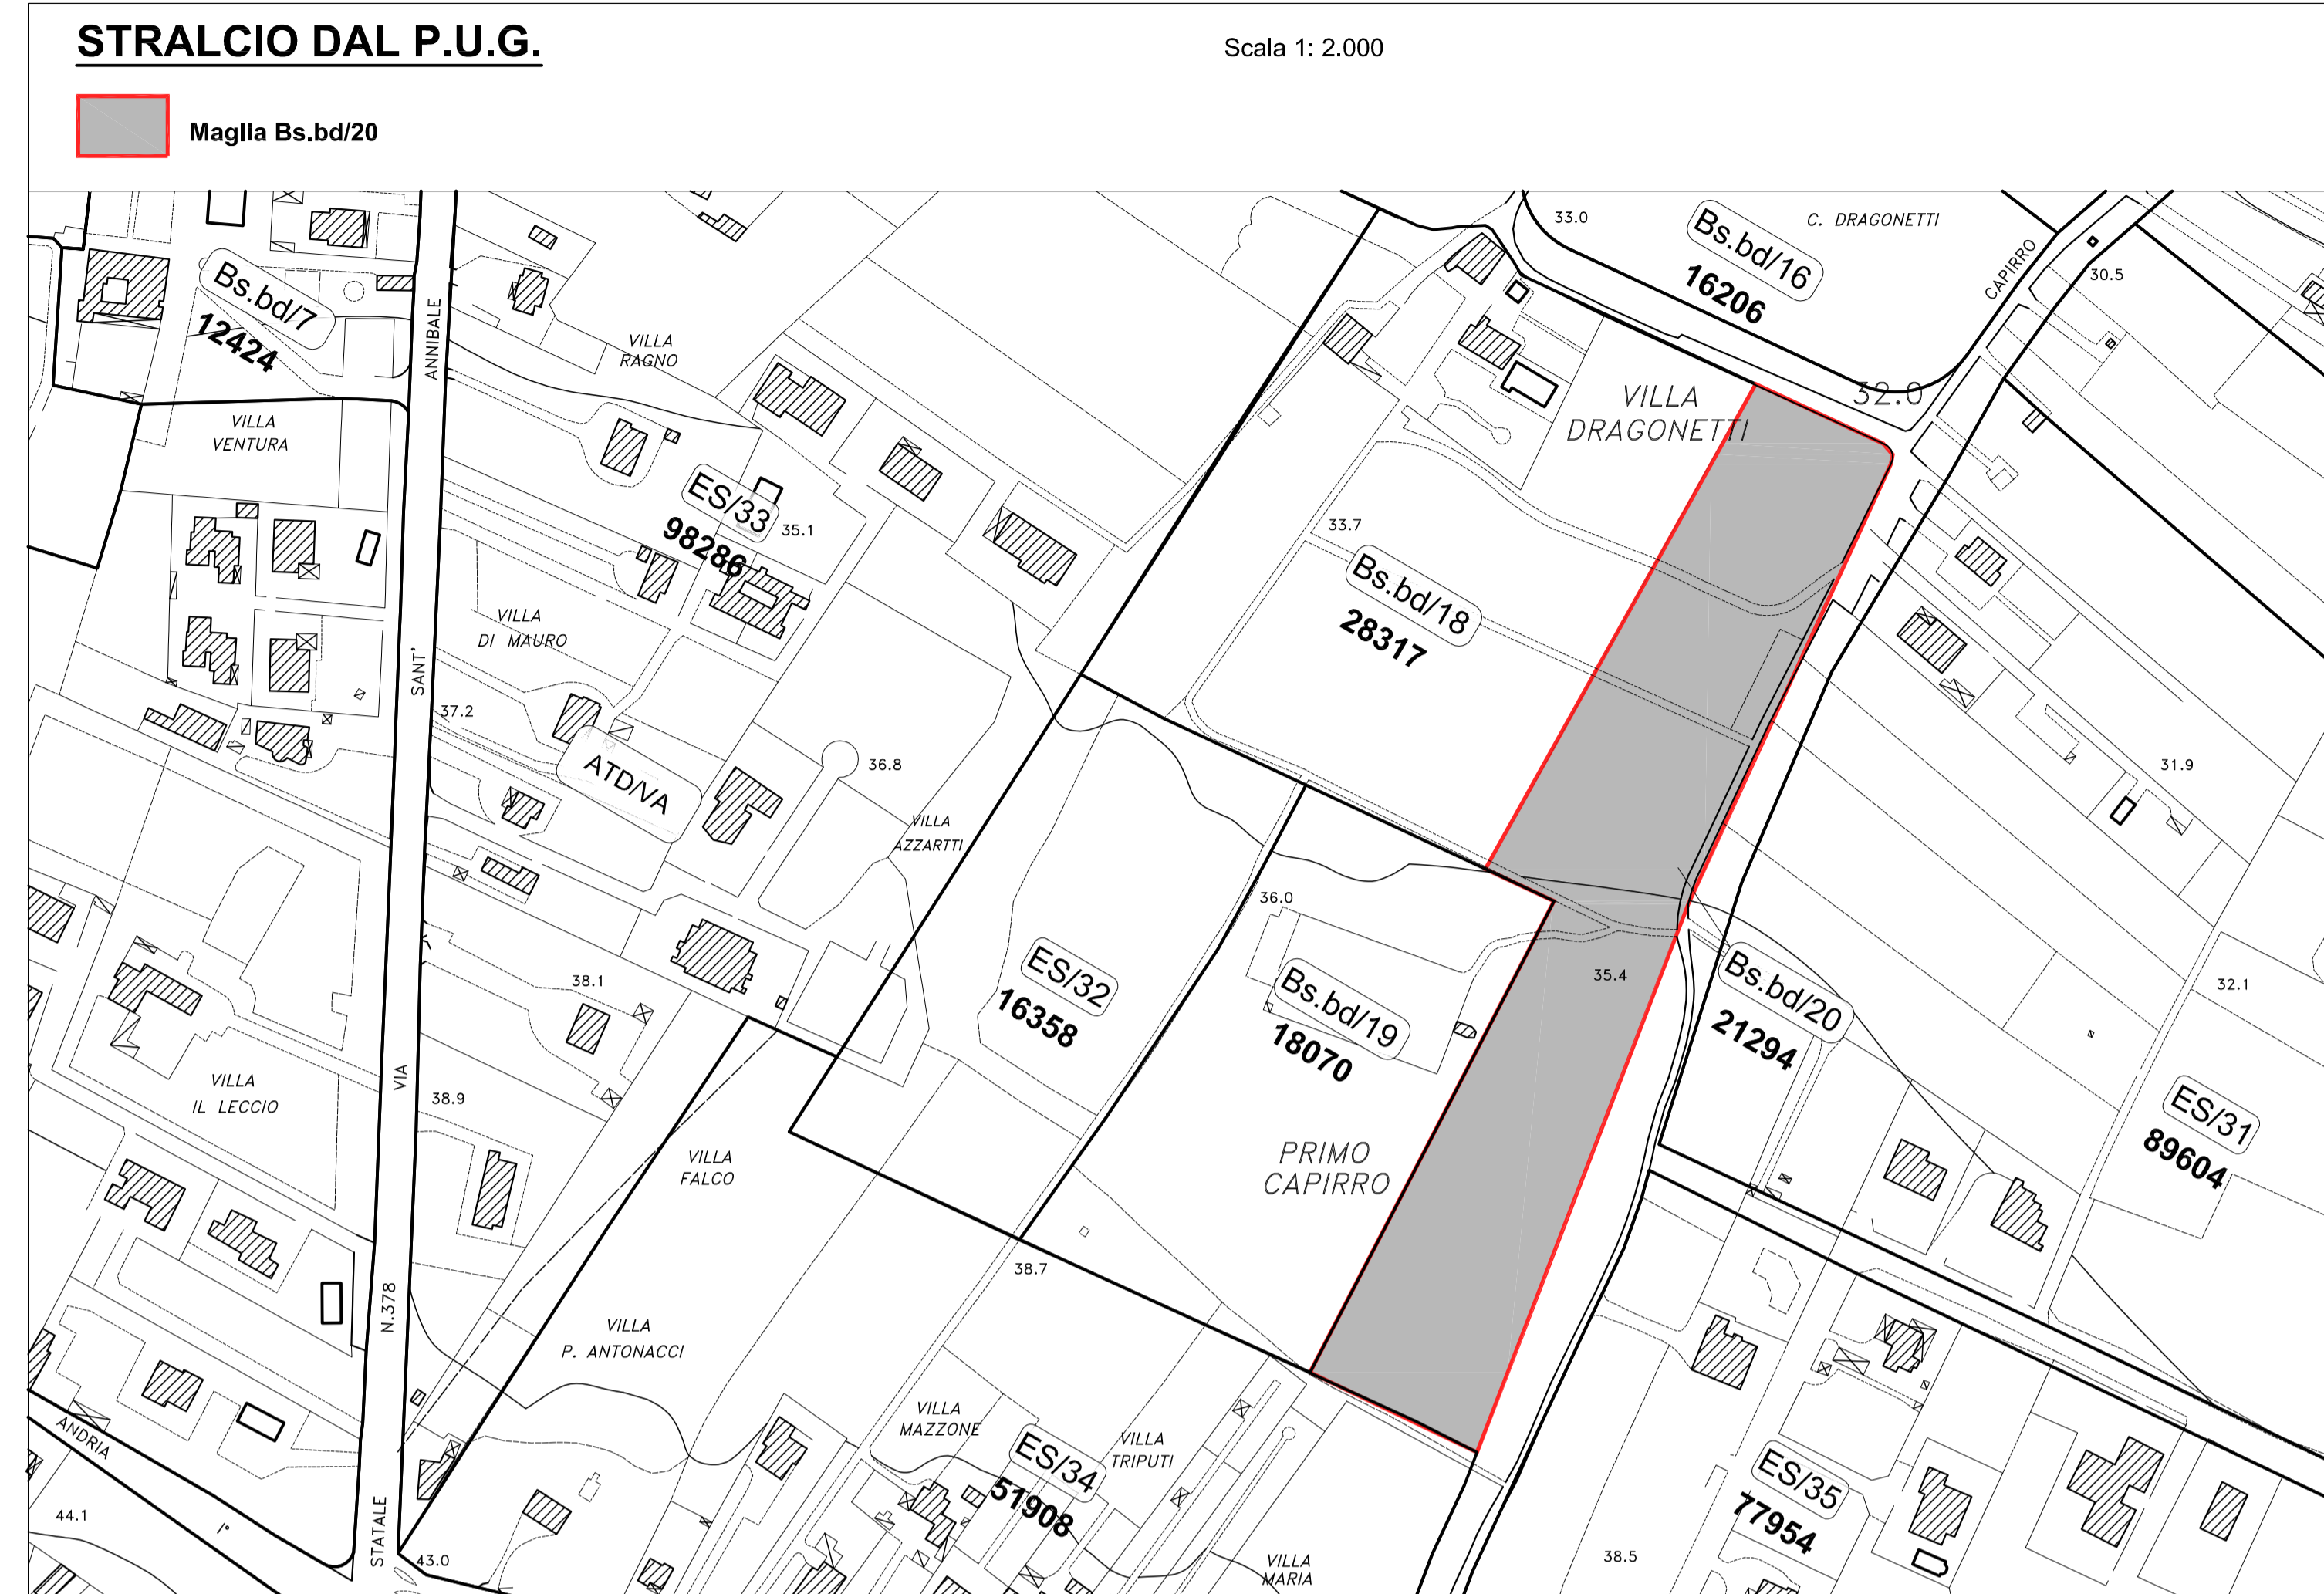 STRALCIO DAL P.U.G.
Scala 1: 2.000
Maglia Bs.bd/20
33.0
Bs.bd/16
16206
C. DRAGONETTI
CAPIRRO
30.5
Bs.bd/7
12424
ANNIBALE
VILLA
RAGNO
VILLA
VENTURA
VILLA
DRAGONETTI
32.0
ES/33
98286
35.1
33.7
Bs.bd/18
28317
VILLA
DI MAURO
SANT'
37.2
ATD/VA
36.8
VILLA
AZZARTTI
31.9
36.0
ES/32
16358
Bs.bd/19
18070
35.4
Bs.bd/20
21294
32.1
38.1
VILLA
IL LECCIO
VIA
38.9
VILLA
FALCO
PRIMO
CAPIRRO
ES/31
89604
38.7
N.378
VILLA
P. ANTONACCI
VILLA
MAZZONE
VILLA
TRIPUTI
ES/34
51908
ES/35
77954
ANDRIA
44.1
1°
STATALE
43.0
VILLA
MARIA
38.5